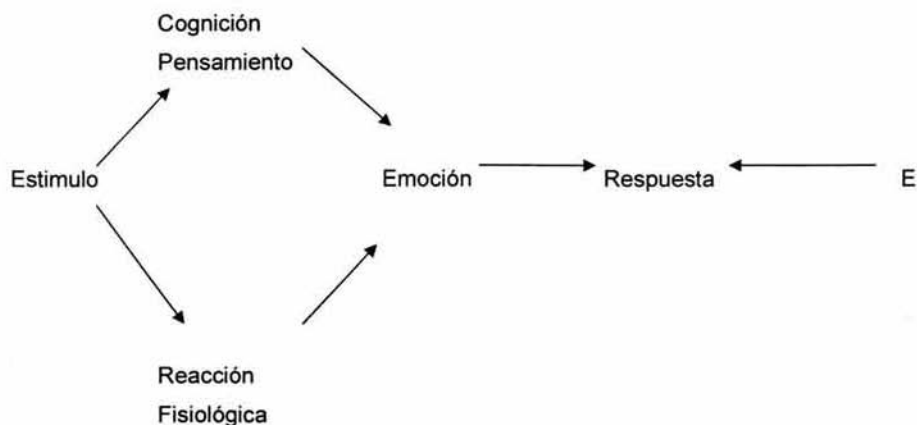 Cognición
Pensamiento
Estimulo
Emoción
Respuesta
E
Reacción
Fisiológica